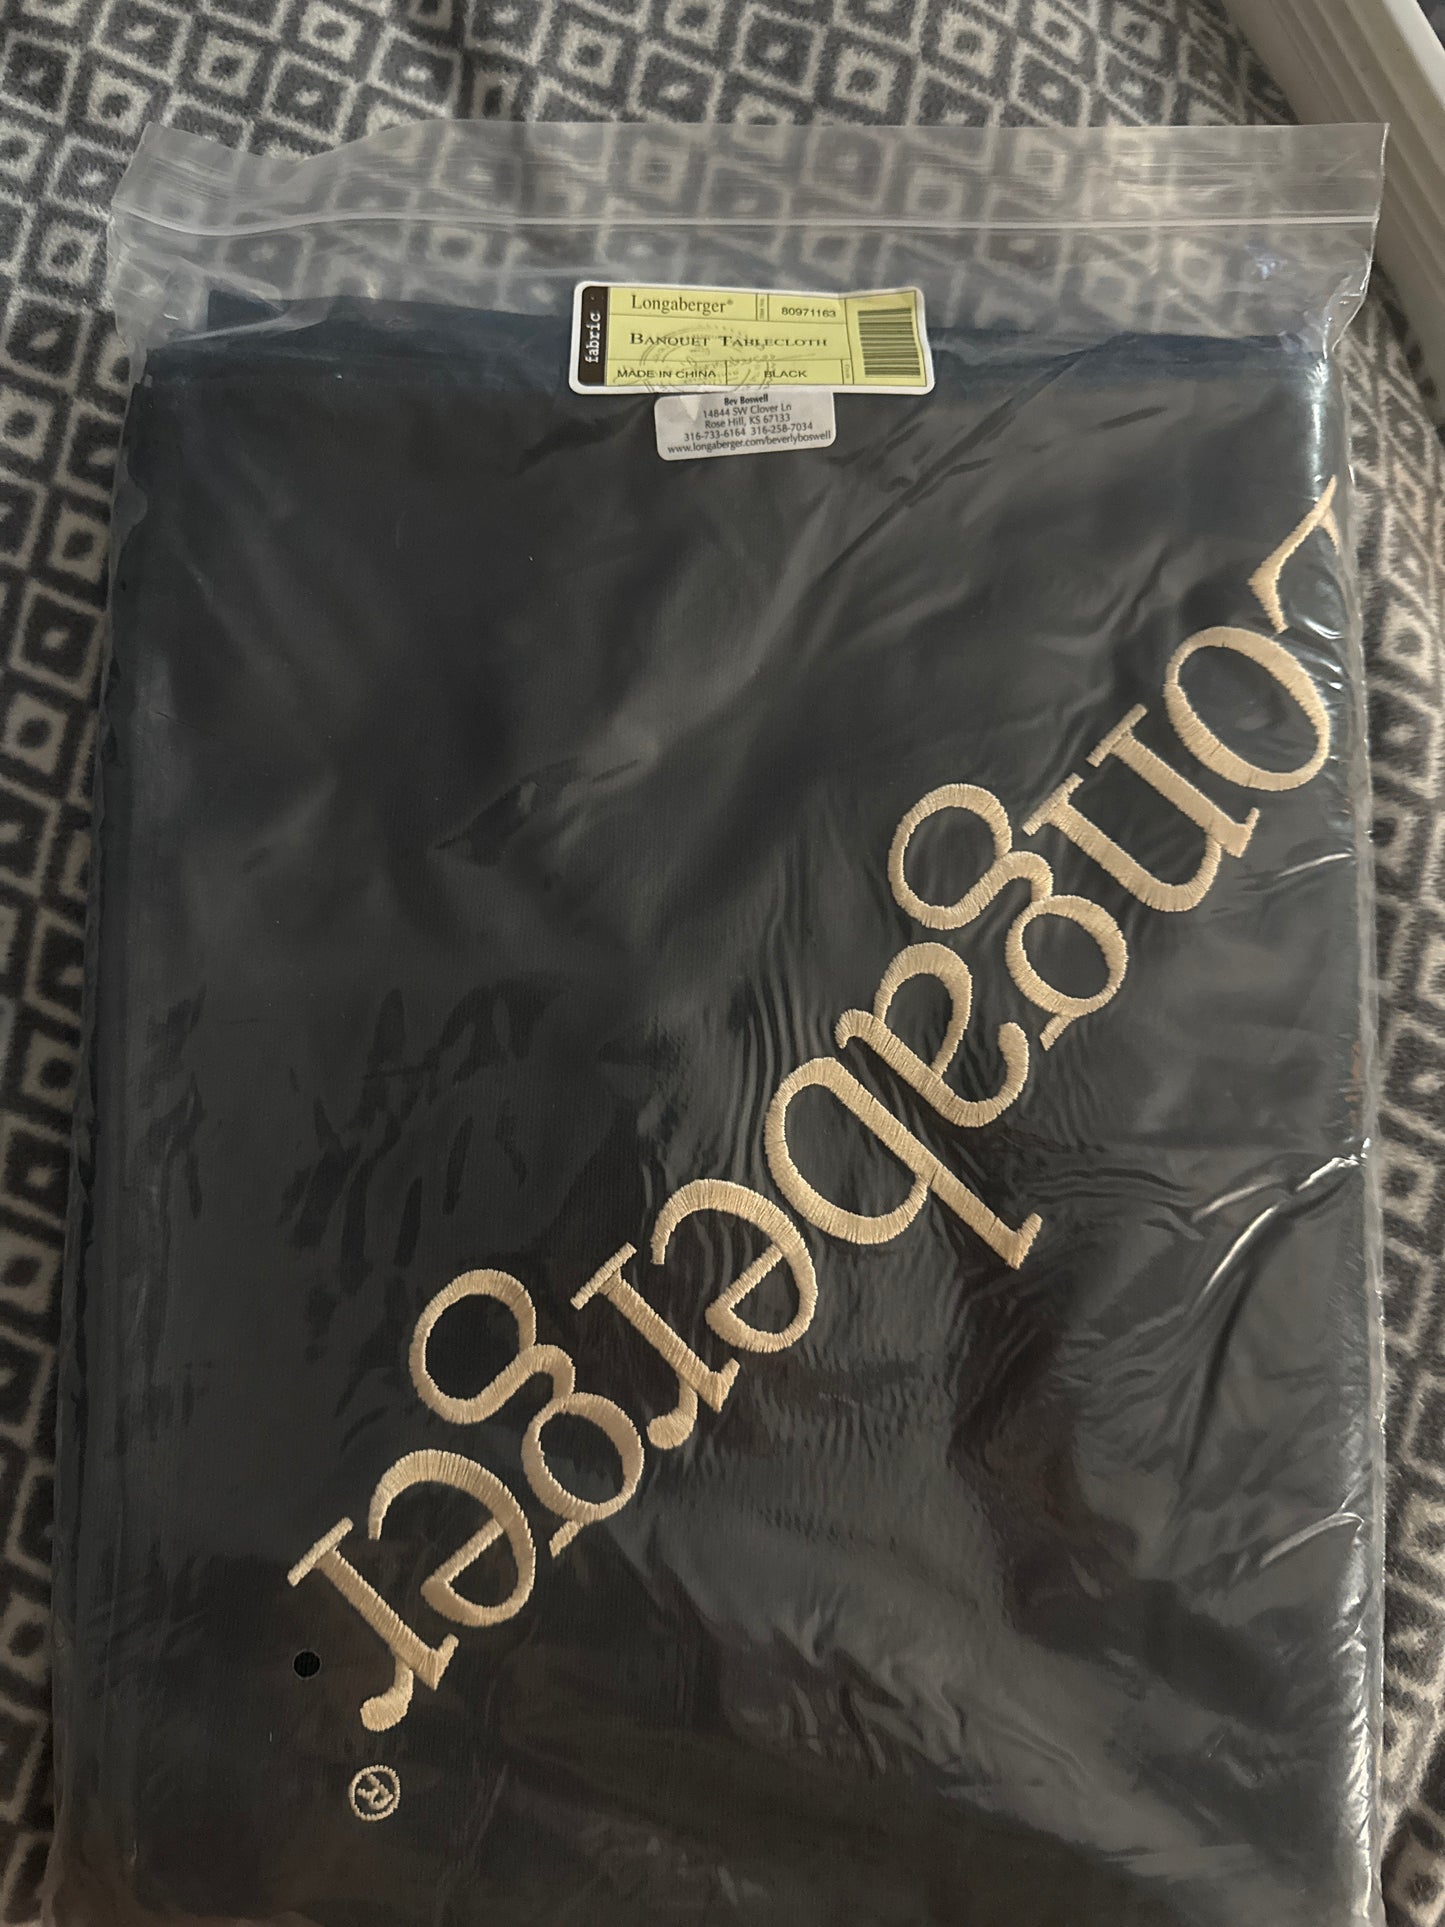 fabric
Longaberger® 80971163
BANQUET TABLECLOTH
MADE IN CHINA BLACK
Bev Boswell
14844 SW Clover Ln
Rose Hill, KS 67133
316-733-6164 316-258-7034
www.longaberger.com/beverlyboswell
Longaberger®